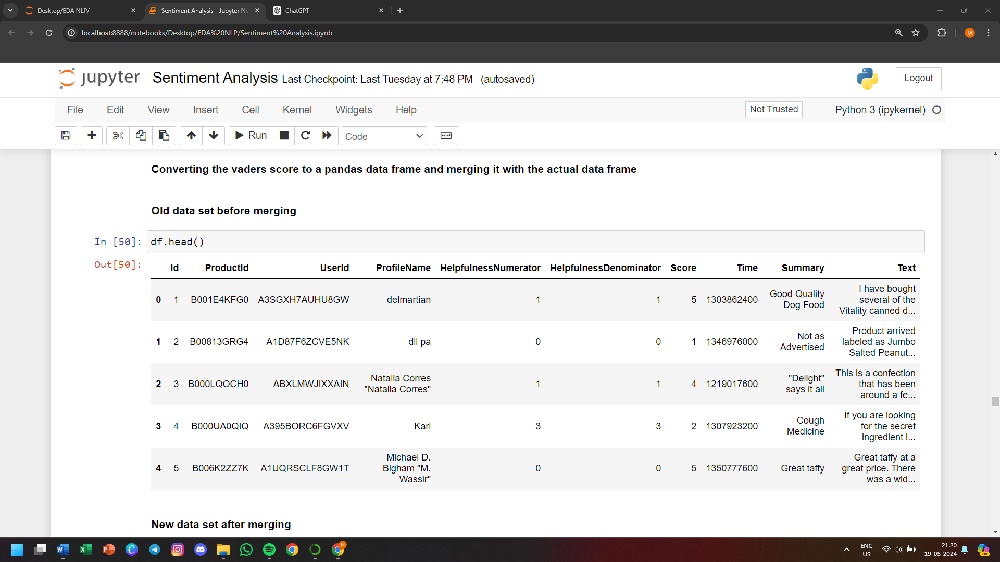 Desktop/EDA NLP/
Sentiment Analysis - Jupyter No
ChatGPT
localhost:8888/notebooks/Desktop/EDA%20NLP/Sentiment%20Analysis.ipynb
M
jupyter Sentiment Analysis Last Checkpoint: Last Tuesday at 7:48 PM (autosaved)
Logout
File Edit View Insert Cell Kernel Widgets Help
Not Trusted
Python 3 (ipykernel)
Run
Code
Converting the vaders score to a pandas data frame and merging it with the actual data frame
Old data set before merging
In [50]: df.head()
Out[50]:
Id ProductId UserId ProfileName HelpfulnessNumerator HelpfulnessDenominator Score Time Summary Text
0 1 B001E4KFG0 A3SGXH7AUHU8GW delmartian 1 1 5 1303862400 Good Quality Dog Food I have bought several of the Vitality canned d...
1 2 B00813GRG4 A1D87F6ZCVE5NK dll pa 0 0 1 1346976000 Not as Advertised Product arrived labeled as Jumbo Salted Peanut...
2 3 B000LQOCH0 ABXLMWJIXXAIN Natalia Corres "Natalia Corres" 1 1 4 1219017600 "Delight" says it all This is a confection that has been around a fe...
3 4 B000UA0QIQ A395BORC6FGVXV Karl 3 3 2 1307923200 Cough Medicine If you are looking for the secret ingredient i...
4 5 B006K2ZZ7K A1UQRSCLF8GW1T Michael D. Bigham "M. Wassir" 0 0 5 1350777600 Great taffy Great taffy at a great price. There was a wid...
New data set after merging
ENG
US
21:20
19-05-2024
PRE